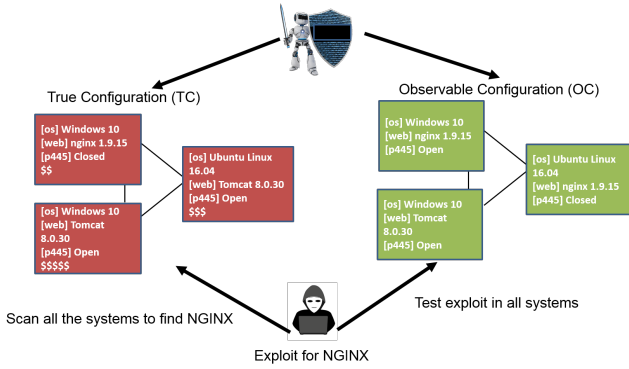 True Configuration (TC)
Observable Configuration (OC)
[os] Windows 10
[web] nginx 1.9.15
[p445] Closed
$$
[os] Ubuntu Linux
16.04
[web] Tomcat 8.0.30
[p445] Open
$$$
[os] Windows 10
[web] Tomcat
8.0.30
[p445] Open
$$$$$
[os] Windows 10
[web] nginx 1.9.15
[p445] Open
[os] Ubuntu Linux
16.04
[web] nginx 1.9.15
[p445] Closed
[os] Windows 10
[web] Tomcat
8.0.30
[p445] Open
Scan all the systems to find NGINX
Test exploit in all systems
Exploit for NGINX